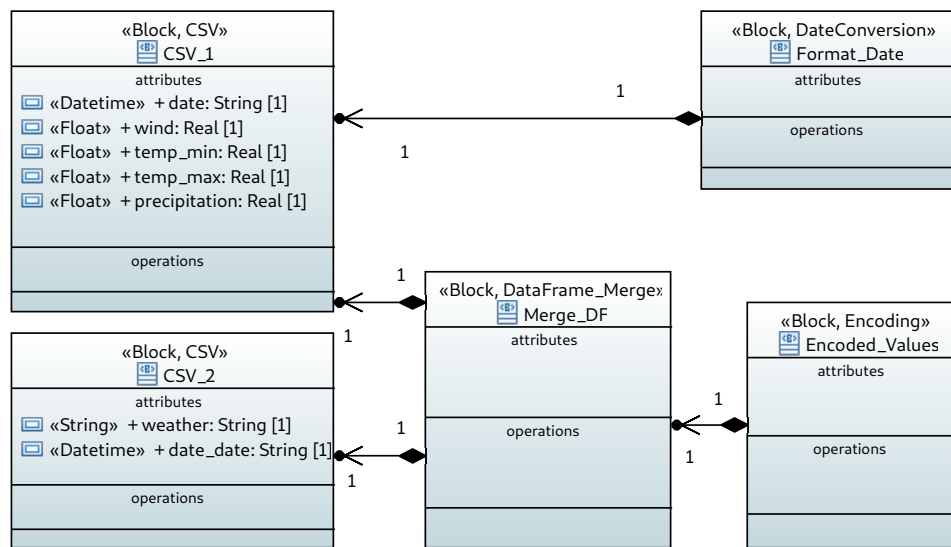 «Block, CSV»
CSV_1
attributes
«Datetime» + date: String [1]
«Float» + wind: Real [1]
«Float» + temp_min: Real [1]
«Float» + temp_max: Real [1]
«Float» + precipitation: Real [1]
operations
1
1
«Block, DateConversion»
Format_Date
attributes
operations
1
1
«Block, DataFrame_Merge»
Merge_DF
attributes
operations
«Block, CSV»
CSV_2
attributes
«String» + weather: String [1]
«Datetime» + date_date: String [1]
operations
1
1
1
1
«Block, Encoding»
Encoded_Values
attributes
operations